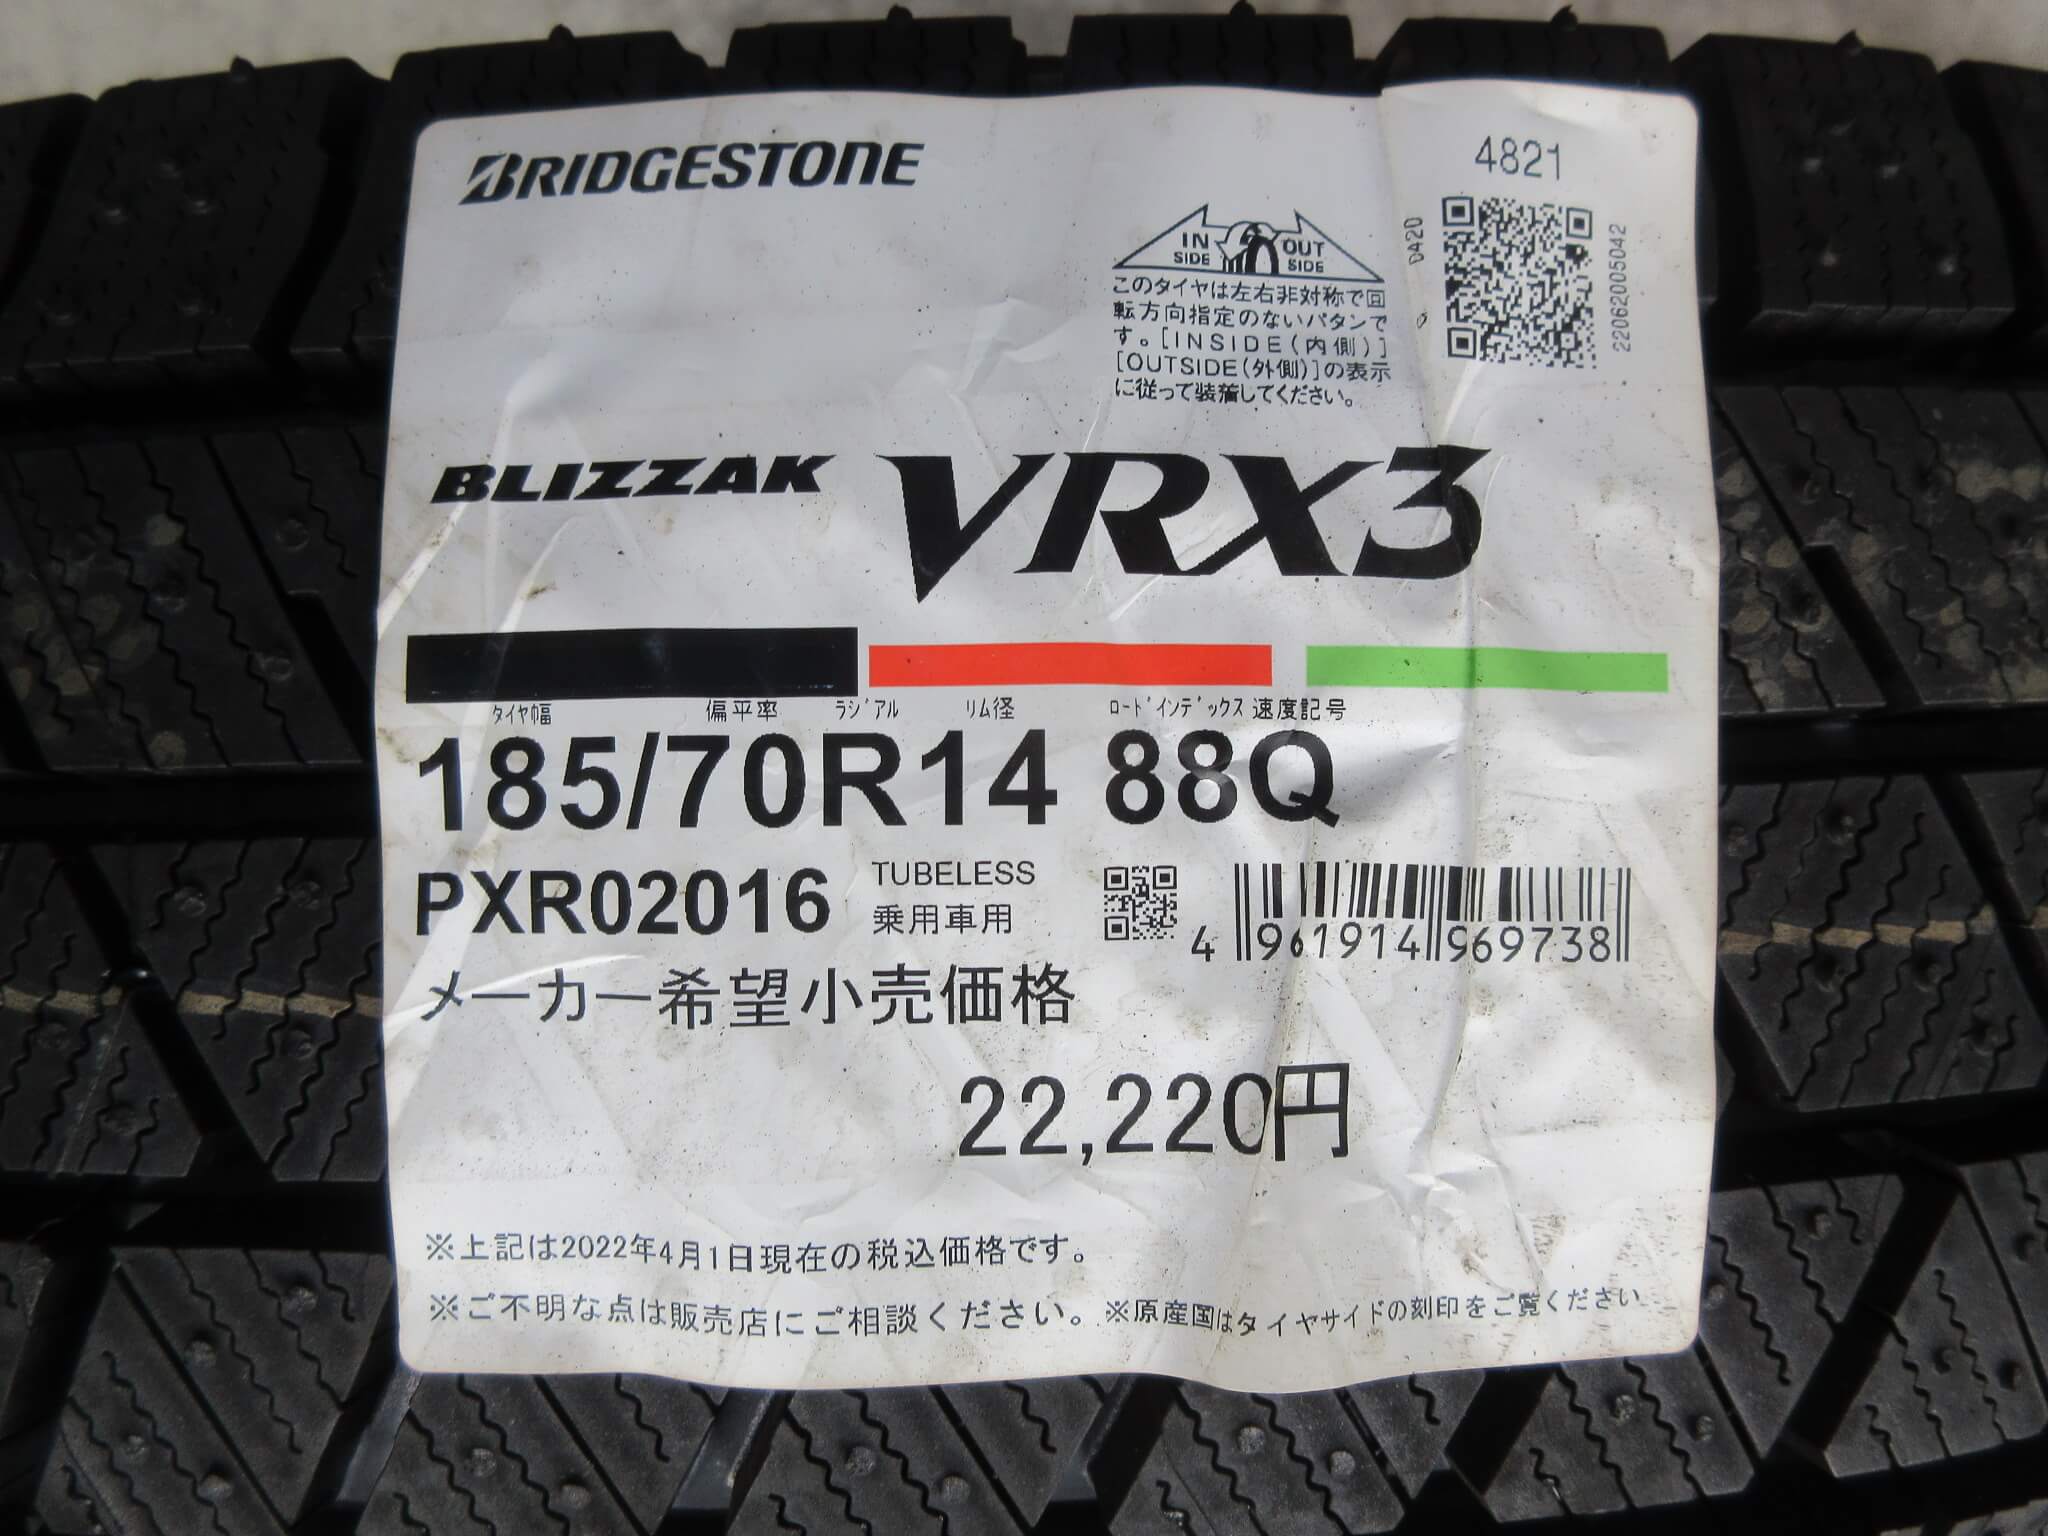 BRIDGESTONE
4821
D420
2206620005042
IN SIDE
OUT SIDE
このタイヤは左右非対称で回
転方向指定のないパタンで
す。[INSIDE(内側)]
[OUTSIDE(外側)]の表示
に従って装着してください。
BLIZZAK VRX3
タイヤ幅 偏平率 ラジアル リム径 ロードインデックス 速度記号
185/70R14 88Q
PXR02016
TUBELESS
乗用車用
4 961914 969738
メーカー希望小売価格
22,220円
※上記は2022年4月1日現在の税込価格です。
※ご不明な点は販売店にご相談ください。※原産国はタイヤサイドの刻印をご覧ください